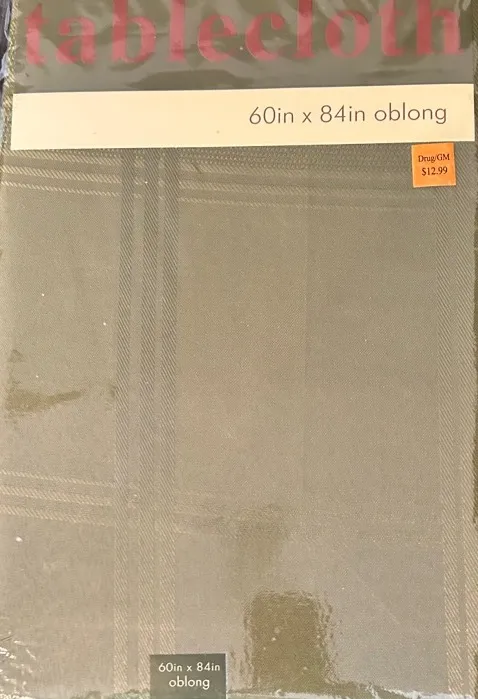 tablecloth
60in x 84in oblong
Drug/GM
$12.99
60in x 84in
oblong